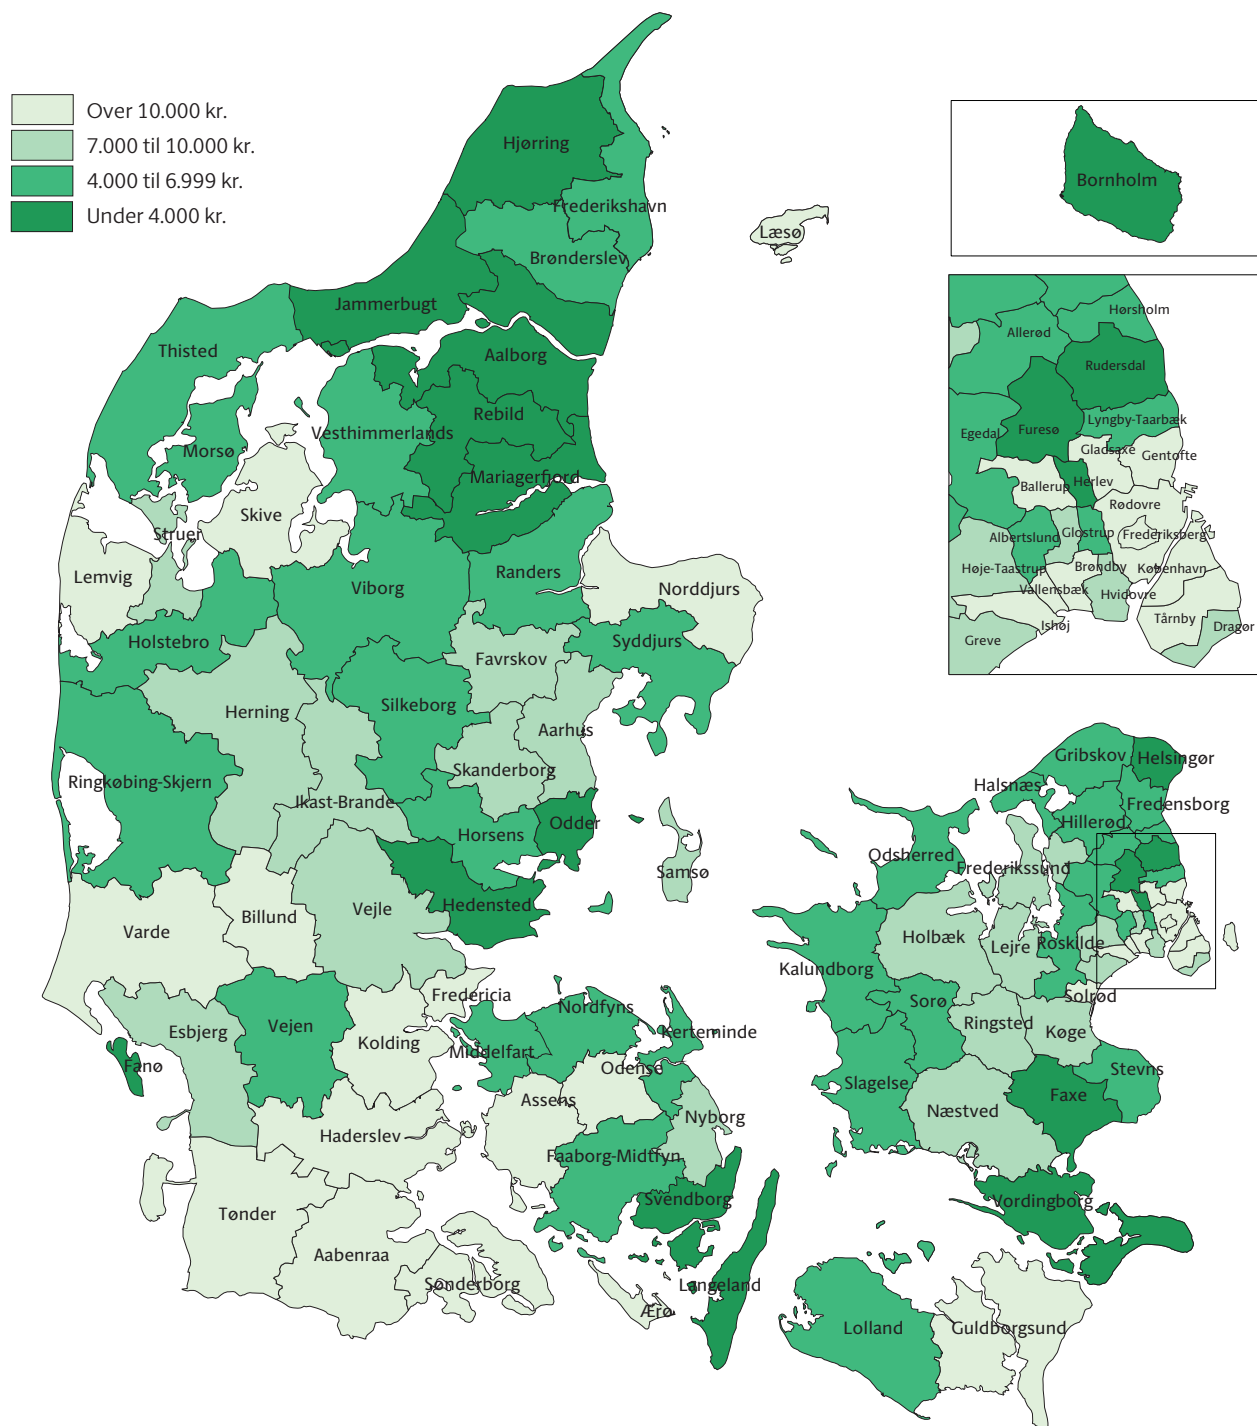 Over 10.000 kr.
7.000 til 10.000 kr.
4.000 til 6.999 kr.
Under 4.000 kr.
Hjørring
Frederikshavn
Læsø
Brønderslev
Jammerbugt
Thisted
Aalborg
Rebild
Vesthimmerlands
Morsø
Mariagerfjord
Skive
Struer
Lemvig
Viborg
Randers
Norddjurs
Holstebro
Syddjurs
Favrskov
Herning
Silkeborg
Aarhus
Skanderborg
Ringkøbing-Skjern
Ikast-Brande
Horsens
Odder
Samsø
Hedensted
Billund
Vejle
Varde
Fredericia
Esbjerg
Vejen
Kolding
Fanø
Nordfyns
Kerteminde
Middelfart
Odense
Assens
Nyborg
Haderslev
Faaborg-Midtfyn
Svendborg
Tønder
Aabenraa
Sønderborg
Langeland
Ærø
Bornholm
Hørsholm
Allerød
Rudersdal
Lyngby-Taarbæk
Egedal
Furesø
Gladsaxe
Gentofte
Ballerup
Herlev
Rødovre
Albertslund
Glostrup
Frederiksberg
Høje-Taastrup
Brøndby
København
Vallensbæk
Hvidovre
Ishøj
Tårnby
Dragør
Greve
Gribskov
Helsingør
Halsnæs
Fredensborg
Hillerød
Odsherred
Frederikssund
Holbæk
Lejre
Roskilde
Kalundborg
Solrød
Sorø
Ringsted
Køge
Stevns
Slagelse
Næstved
Faxe
Vordingborg
Lolland
Guldborgsund